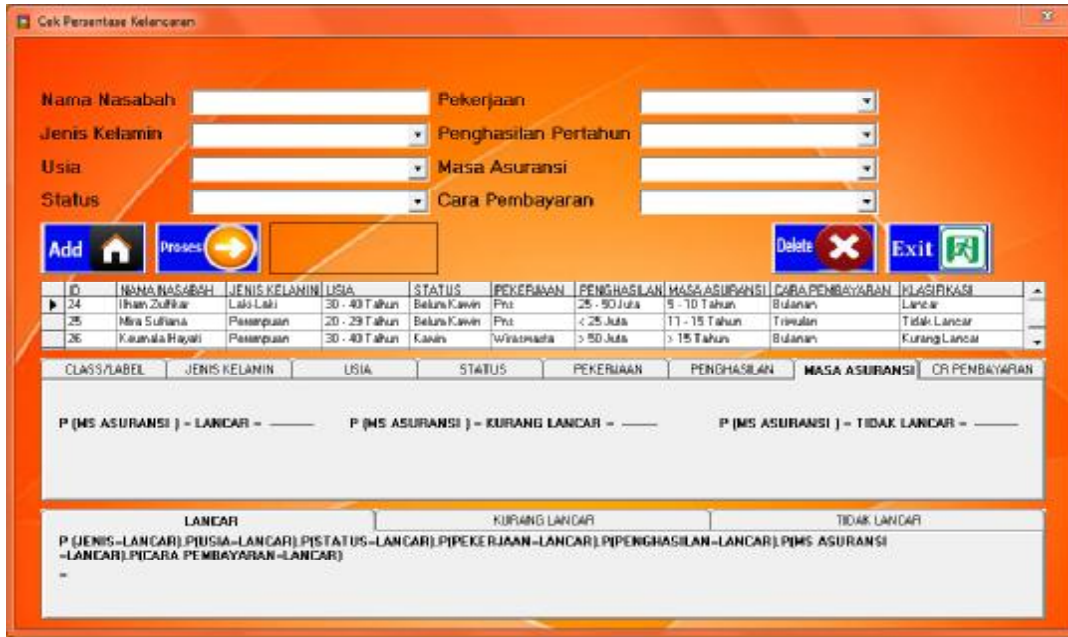 Cek Persentase Kelancaran
Nama Nasabah Pekerjaan
Jenis Kelamin Penghasilan Pertahun
Usia Masa Asuransi
Status Cara Pembayaran
Add Proses Delete Exit
ID NAMA NASABAH JENIS KELAMIN USIA STATUS PEKERJAAN PENGHASILAN MASA ASURANSI CARA PEMBAYARAN KLASIFIKASI
24 Ilham Zulfikar Laki-Laki 30 - 40 Tahun Belum Kawin Pns 25 - 50 Juta 5 - 10 Tahun Bulanan Lancar
25 Mira Sulfiana Perempuan 20 - 29 Tahun Belum Kawin Pns < 25 Juta 11 - 15 Tahun Triwulan Tidak Lancar
26 Keumala Hayati Perempuan 30 - 40 Tahun Kawin Wiraswasta > 50 Juta > 15 Tahun Bulanan Kurang Lancar
CLASS/LABEL JENIS KELAMIN USIA STATUS PEKERJAAN PENGHASILAN MASA ASURANSI CR PEMBAYARAN
P (MS ASURANSI ) = LANCAR = P (MS ASURANSI ) = KURANG LANCAR = P (MS ASURANSI ) = TIDAK LANCAR =
LANCAR KURANG LANCAR TIDAK LANCAR
P (JENIS=LANCAR).P(USIA=LANCAR).P(STATUS=LANCAR).P(PEKERJAAN=LANCAR).P(PENGHASILAN=LANCAR).P(MS ASURANSI
=LANCAR).P(CARA PEMBAYARAN=LANCAR)
=